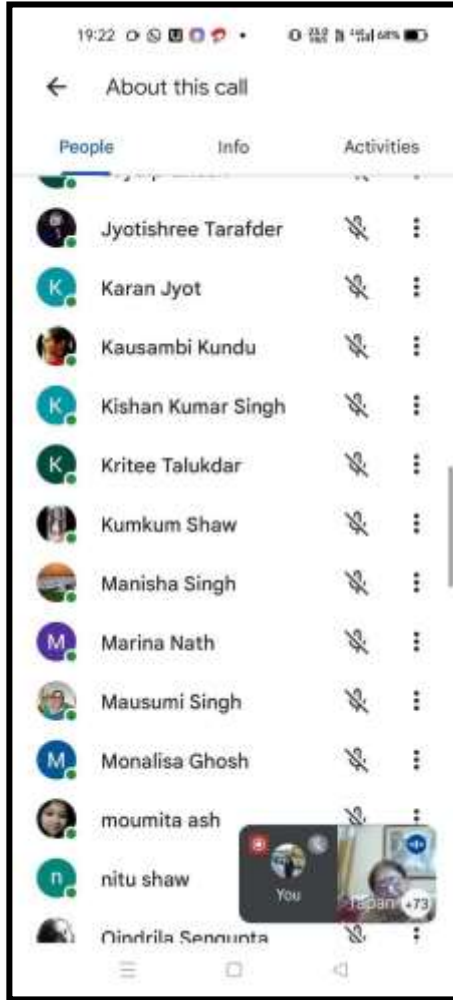 19:22
68%
About this call
People Info Activities
Jyotishree Tarafder
K Karan Jyot
Kausambi Kundu
K Kishan Kumar Singh
K Kritee Talukdar
Kumkum Shaw
Manisha Singh
M Marina Nath
Mausumi Singh
M Monalisa Ghosh
moumita ash
n nitu shaw
You
Tapan +73
Oindrila Sengupta